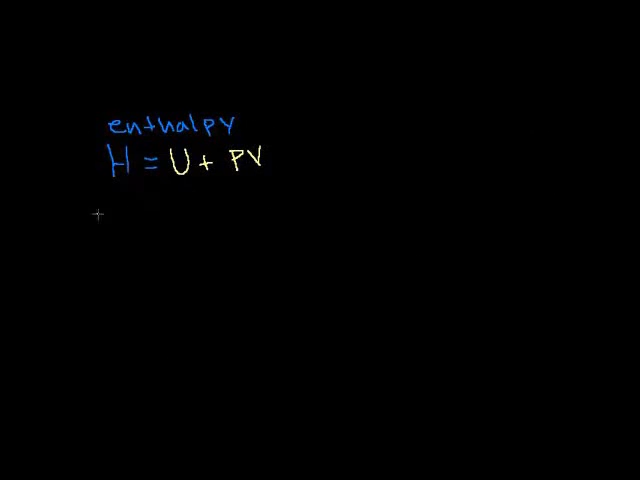 enthalpy
H = U + PV